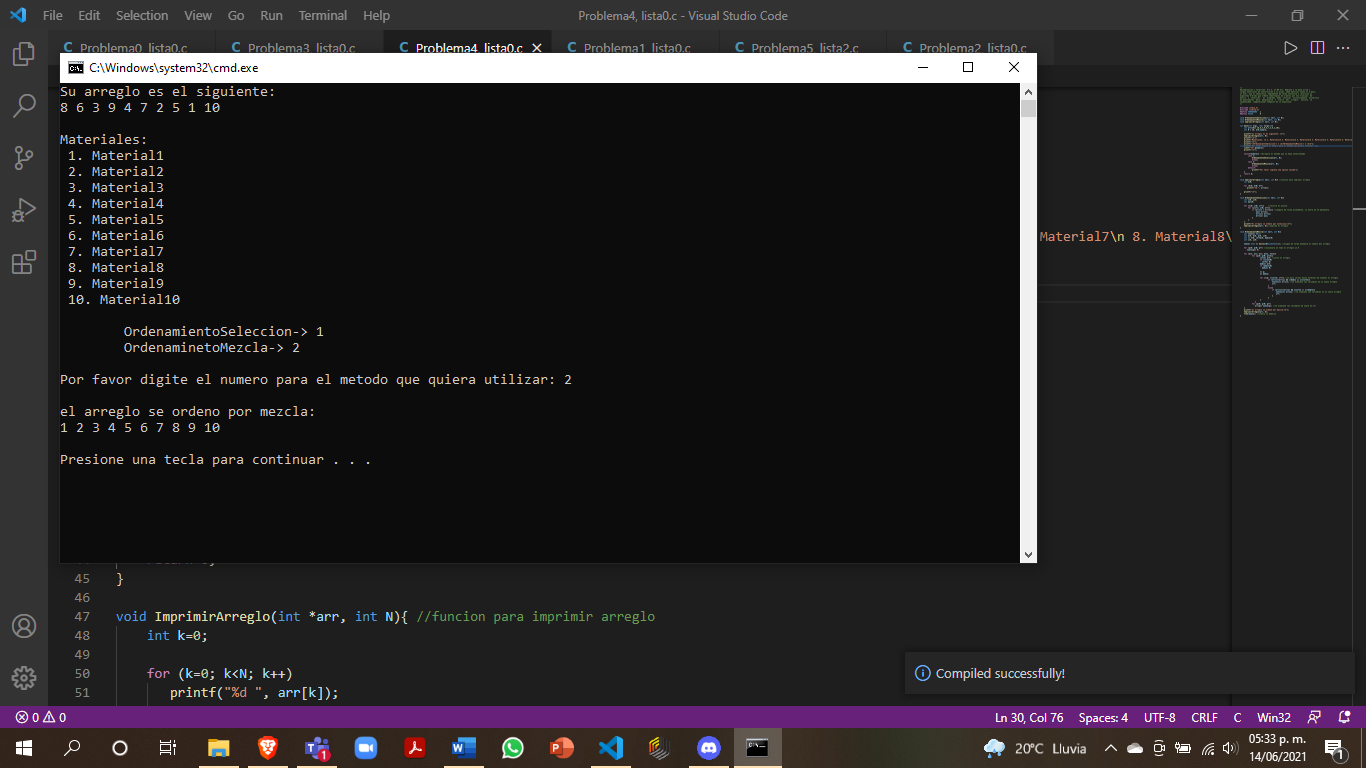 File Edit Selection View Go Run Terminal Help Problema4, lista0.c - Visual Studio Code
Problema0_lista0.c Problema3_lista0.c Problema4_lista0.c Problema1_lista0.c Problema5_lista2.c Problema2_lista0.c
C:\Windows\system32\cmd.exe
Su arreglo es el siguiente:
8 6 3 9 4 7 2 5 1 10
Materiales:
1. Material1
2. Material2
3. Material3
4. Material4
5. Material5
6. Material6
7. Material7
8. Material8
9. Material9
10. Material10
Material7\n 8. Material8\
OrdenamientoSeleccion-> 1
OrdenaminetoMezcla-> 2
Por favor digite el numero para el metodo que quiera utilizar: 2
el arreglo se ordeno por mezcla:
1 2 3 4 5 6 7 8 9 10
Presione una tecla para continuar . . .
45 }
46
47 void ImprimirArreglo(int *arr, int N){ //funcion para imprimir arreglo
48 int k=0;
49
50 for (k=0; k<N; k++)
51 printf("%d ", arr[k]);
Compiled successfully!
0 0 Ln 30, Col 76 Spaces: 4 UTF-8 CRLF C Win32
20°C Lluvia
05:33 p. m.
14/06/2021
1
1